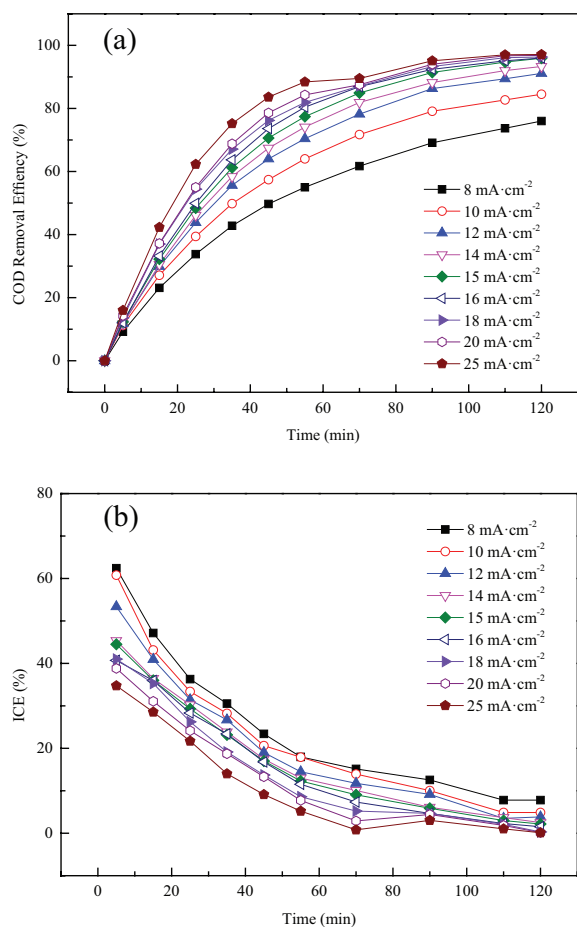 (a)
100
80
60
40
20
0
COD Removal Effiency (%)
8 mA·cm-2
10 mA·cm-2
12 mA·cm-2
14 mA·cm-2
15 mA·cm-2
16 mA·cm-2
18 mA·cm-2
20 mA·cm-2
25 mA·cm-2
0 20 40 60 80 100 120
Time (min)
(b)
80
60
40
20
0
ICE (%)
8 mA·cm-2
10 mA·cm-2
12 mA·cm-2
14 mA·cm-2
15 mA·cm-2
16 mA·cm-2
18 mA·cm-2
20 mA·cm-2
25 mA·cm-2
0 20 40 60 80 100 120
Time (min)